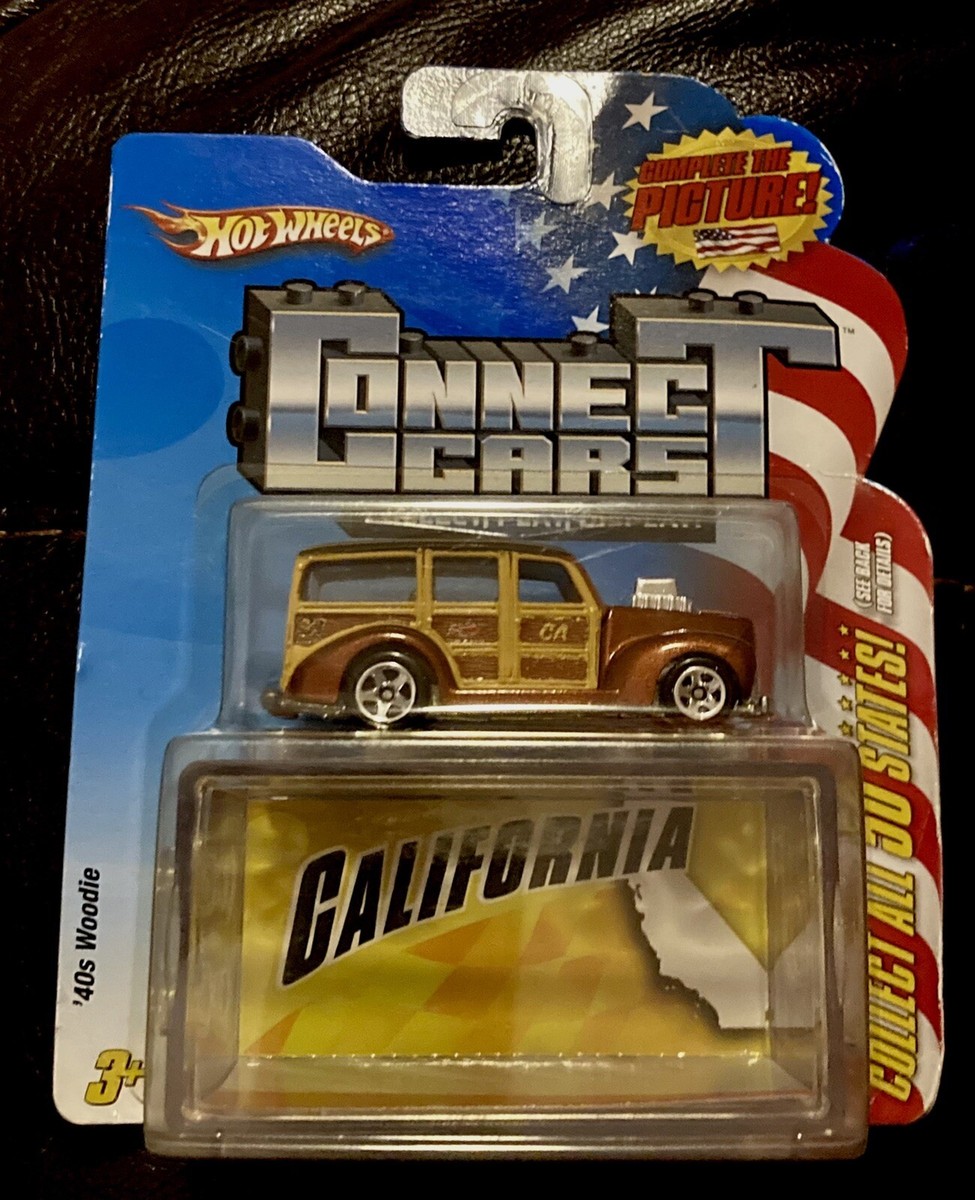 COMPLETE THE
PICTURE!
HOT WHEELS
CONNECT
CARS
TM
(SEE BACK
FOR DETAILS)
CA
COLLECT ALL 50 STATES!
CALIFORNIA
'40s Woodie
3+